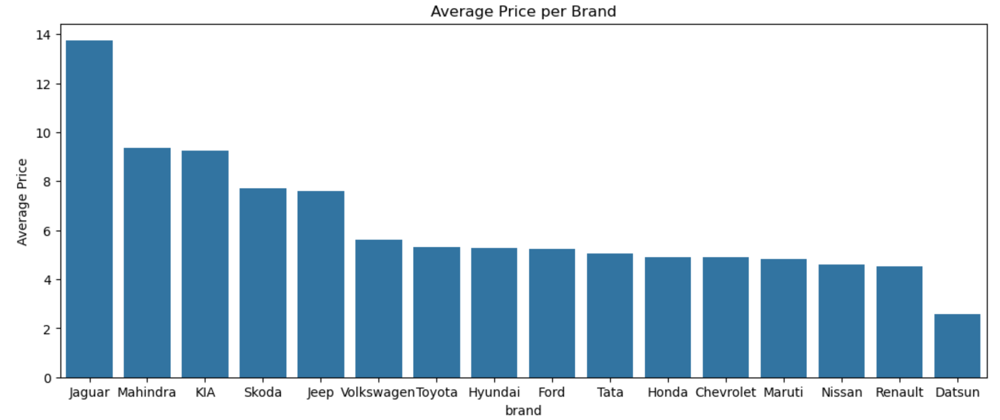 Average Price per Brand
14
12
10
8
6
4
2
0
Average Price
Jaguar Mahindra KIA Skoda Jeep Volkswagen Toyota Hyundai Ford Tata Honda Chevrolet Maruti Nissan Renault Datsun
brand